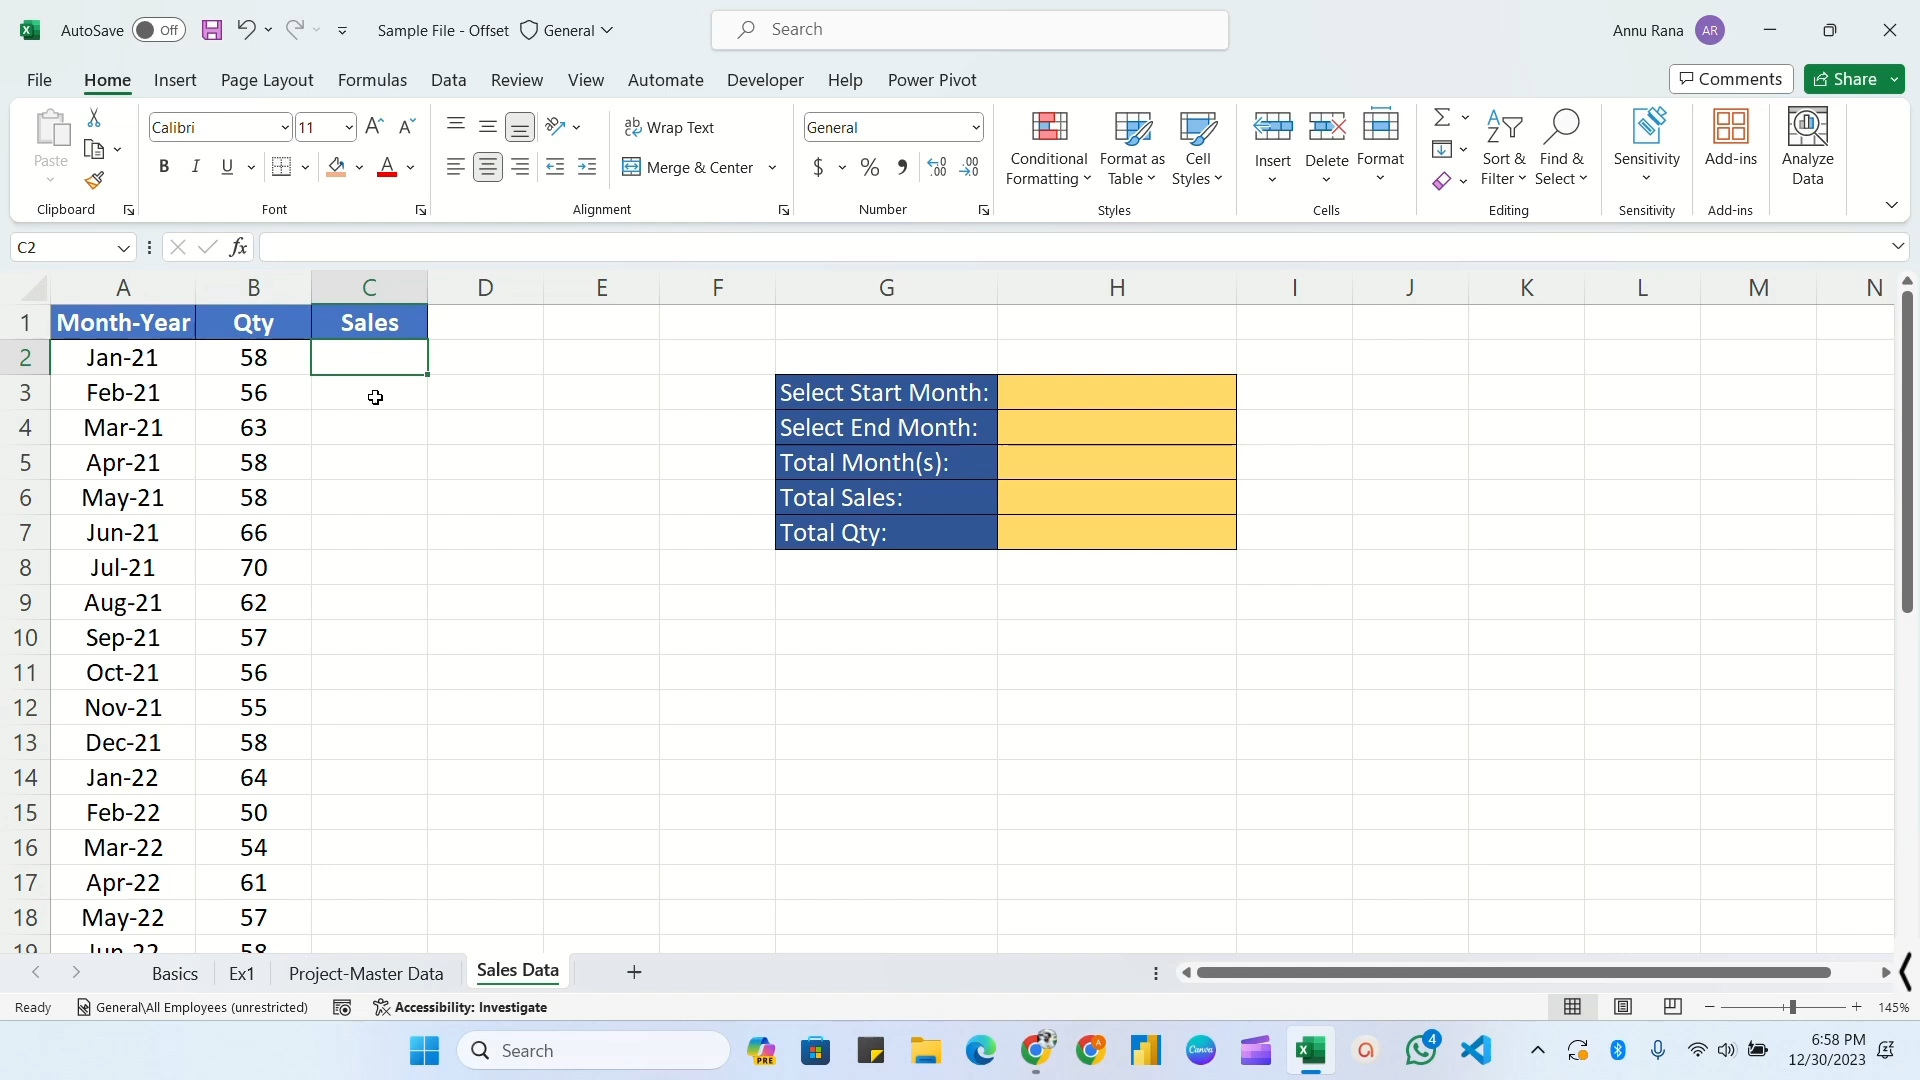 AutoSave Off Sample File - Offset General Search Annu Rana AR
File Home Insert Page Layout Formulas Data Review View Automate Developer Help Power Pivot Comments Share
Paste
Clipboard
Calibri 11
B I U
Font
Wrap Text
Merge & Center
Alignment
General
$ % ,
Number
Conditional Formatting
Format as Table
Cell Styles
Styles
Insert
Delete
Format
Cells
Sort & Filter
Find & Select
Editing
Sensitivity
Sensitivity
Add-ins
Add-ins
Analyze Data
C2 fx
A B C D E F G H I J K L M N
1 Month-Year Qty Sales
2 Jan-21 58
3 Feb-21 56 Select Start Month:
4 Mar-21 63 Select End Month:
5 Apr-21 58 Total Month(s):
6 May-21 58 Total Sales:
7 Jun-21 66 Total Qty:
8 Jul-21 70
9 Aug-21 62
10 Sep-21 57
11 Oct-21 56
12 Nov-21 55
13 Dec-21 58
14 Jan-22 64
15 Feb-22 50
16 Mar-22 54
17 Apr-22 61
18 May-22 57
19 Jun-22 58
Basics Ex1 Project-Master Data Sales Data
Ready General\All Employees (unrestricted) Accessibility: Investigate 145%
Search PRE Canva 4 6:58 PM
12/30/2023